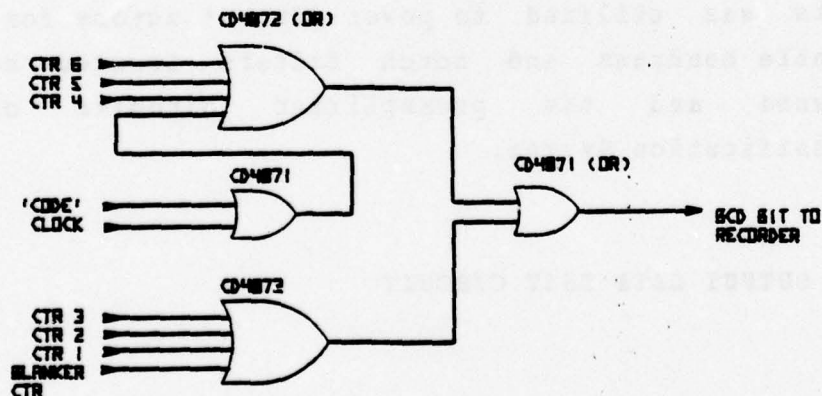 CD4072 (OR)
CTR 6
CTR 5
CTR 4
CD4071
'CODE'
CLOCK
CD4071 (OR)
BCD BIT TO
RECORDER
CD4072
CTR 3
CTR 2
CTR 1
BLANKER
CTR